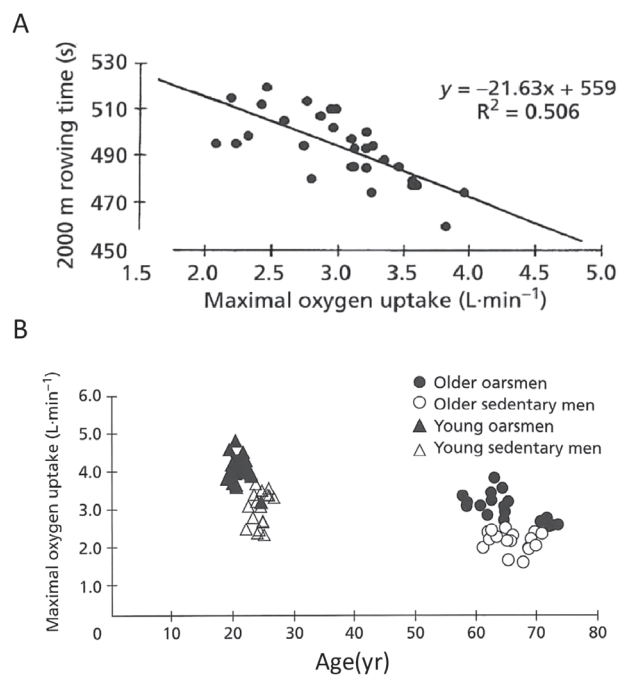 A
2000 m rowing time (s)
530
510
490
470
450
y = −21.63x + 559
R² = 0.506
1.5 2.0 2.5 3.0 3.5 4.0 4.5 5.0
Maximal oxygen uptake (L·min⁻¹)
B
Maximal oxygen uptake (L·min⁻¹)
6.0
5.0
4.0
3.0
2.0
1.0
Older oarsmen
Older sedentary men
Young oarsmen
Young sedentary men
0 10 20 30 40 50 60 70 80
Age(yr)